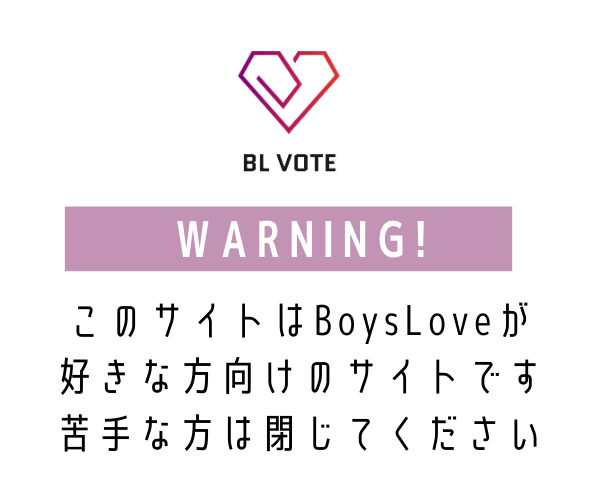 BL VOTE
WARNING!
このサイトはBoysLoveが
好きな方向けのサイトです
苦手な方は閉じてください